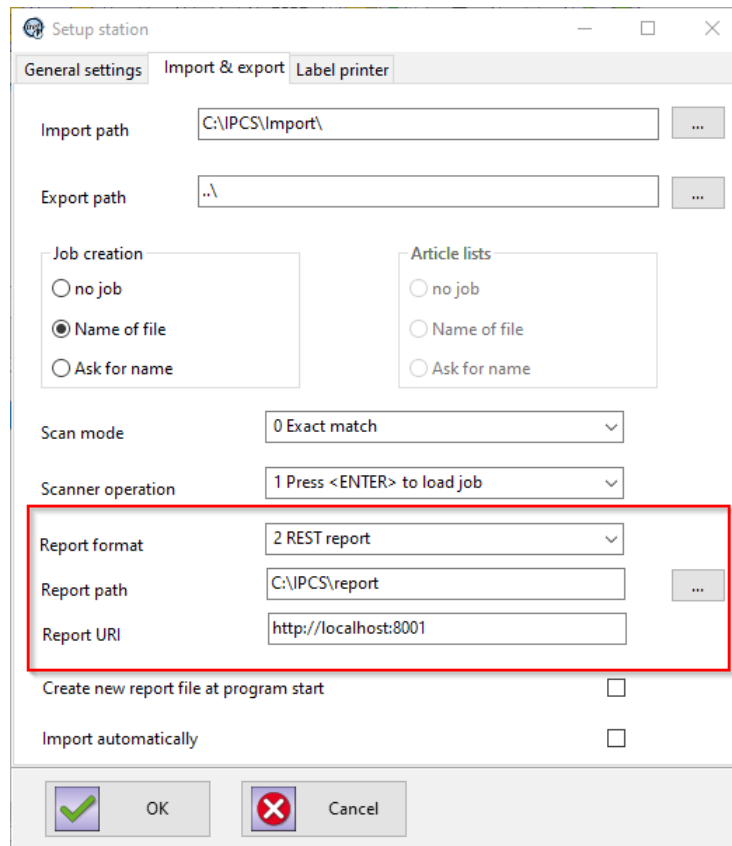 Setup station
General settings Import & export Label printer
Import path C:\IPCS\Import\ ...
Export path ..\ ...
Job creation Article lists
no job no job
Name of file Name of file
Ask for name Ask for name
Scan mode 0 Exact match
Scanner operation 1 Press <ENTER> to load job
Report format 2 REST report
Report path C:\IPCS\report ...
Report URI http://localhost:8001
Create new report file at program start
Import automatically
OK Cancel